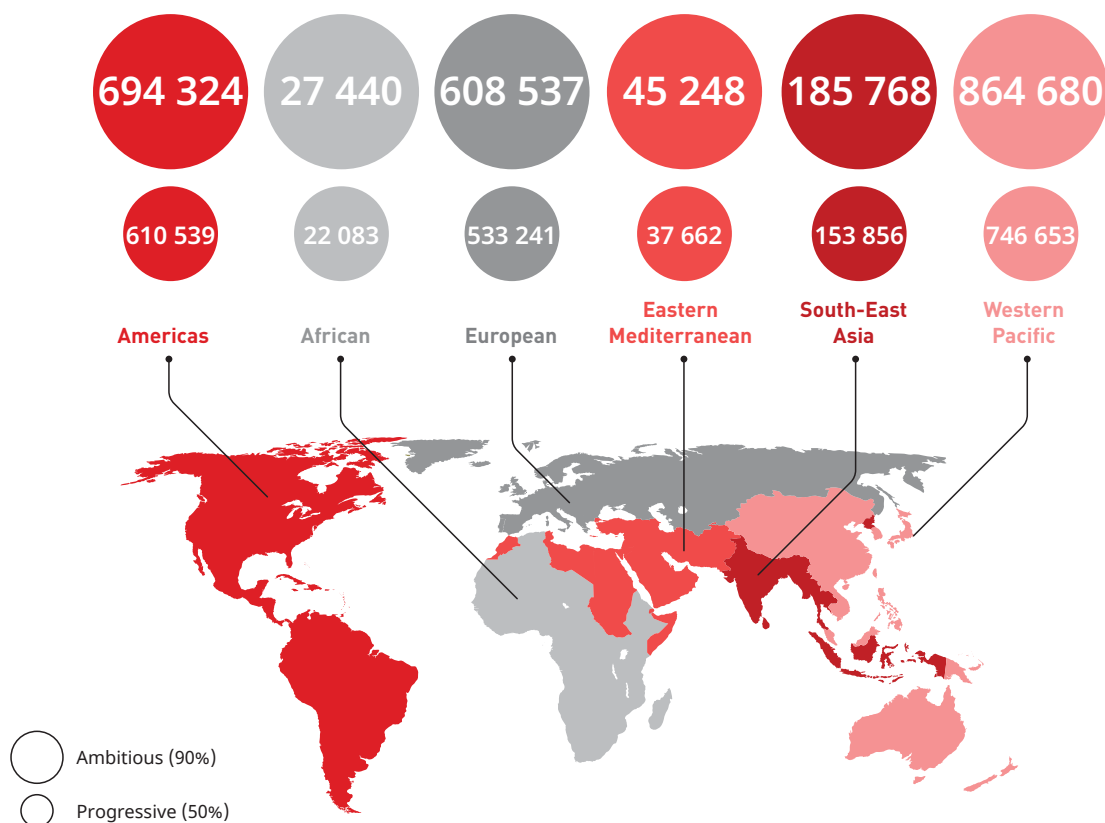 694 324
27 440
608 537
45 248
185 768
864 680
610 539
22 083
533 241
37 662
153 856
746 653
Americas
African
European
Eastern
Mediterranean
South-East
Asia
Western
Pacific
Ambitious (90%)
Progressive (50%)